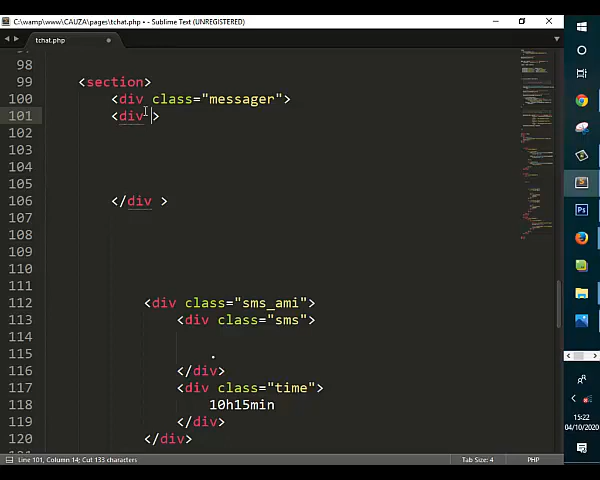 C:\wamp\www\CAUZA\pages\tchat.php • - Sublime Text (UNREGISTERED)
tchat.php
98
99 <section>
100 <div class="messager">
101 <div >
102
103
104
105
106 </div >
107
108
109
110
111
112 <div class="sms_ami">
113 <div class="sms">
114
115 .
116 </div>
117 <div class="time">
118 10h15min
119 </div>
120 </div>
Line 101, Column 14; Cut 133 characters
Tab Size: 4
PHP
Ps
15:22
04/10/2020